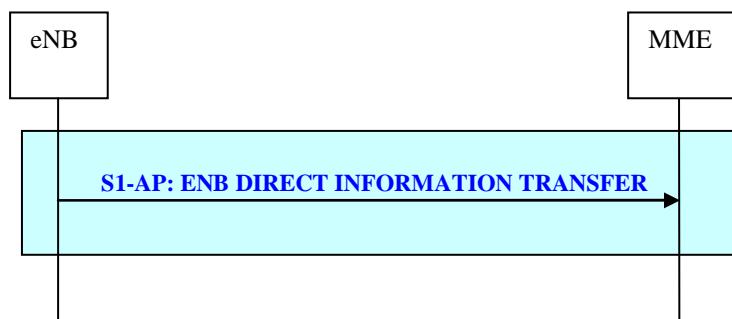 eNB
MME
S1-AP: ENB DIRECT INFORMATION TRANSFER